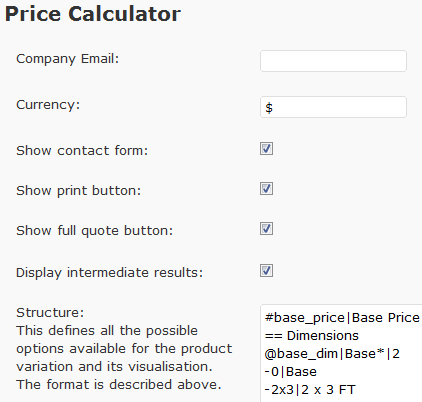 Price Calculator
Company Email:
Currency:
$
Show contact form:
Show print button:
Show full quote button:
Display intermediate results:
Structure:
This defines all the possible
options available for the product
variation and its visualisation.
The format is described above.
#base_price|Base Price
== Dimensions
@base_dim|Base*|2
-0|Base
-2x3|2 x 3 FT